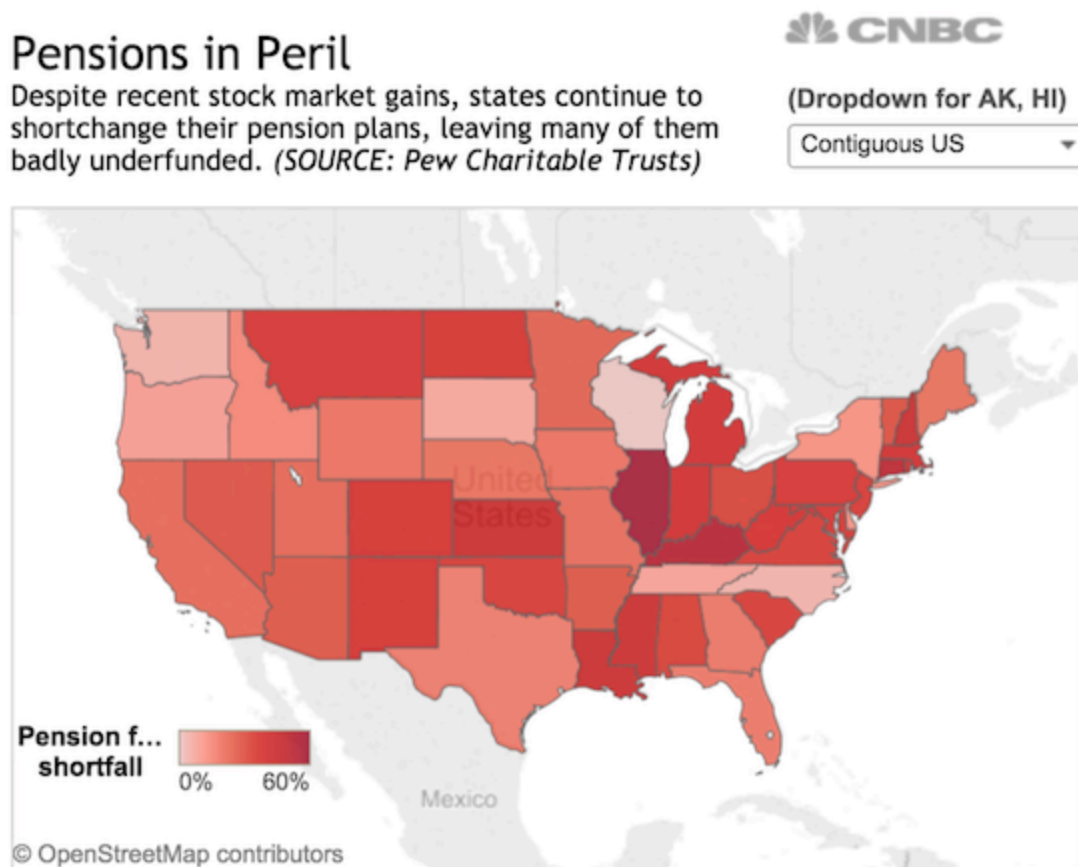 Pensions in Peril
Despite recent stock market gains, states continue to
shortchange their pension plans, leaving many of them
badly underfunded. (SOURCE: Pew Charitable Trusts)
CNBC
(Dropdown for AK, HI)
Contiguous US
United
States
Pension f...
shortfall
0% 60%
Mexico
© OpenStreetMap contributors